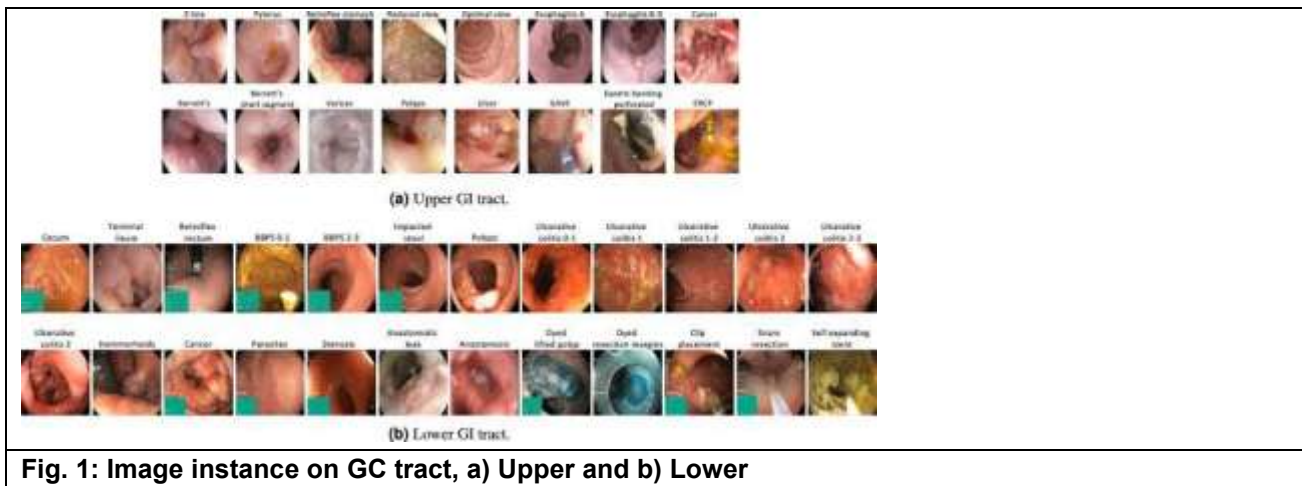 Z-line Pylorus Retroflex stomach Reduced view Optimal view Esophagitis A Esophagitis B-D Cancer
Barrett's Barrett's short segment Varices Polyps Ulcer GAVE perforated ERCP
(a) Upper GI tract.
Cecum Terminal ileum Retroflex rectum BBPS 0-1 BBPS 2-3 Impacted stool Polyps Ulcerative colitis 0-1 Ulcerative colitis 1 Ulcerative colitis 1-2 Ulcerative colitis 2 Ulcerative colitis 2-3
Ulcerative colitis 3 Hemorrhoids Cancer Parasites Stenosis Anastomotic leak Anastomosis Dyed lifted polyp Dyed resection margins Clip placement Snare resection Self expanding stent
(b) Lower GI tract.
Fig. 1: Image instance on GC tract, a) Upper and b) Lower